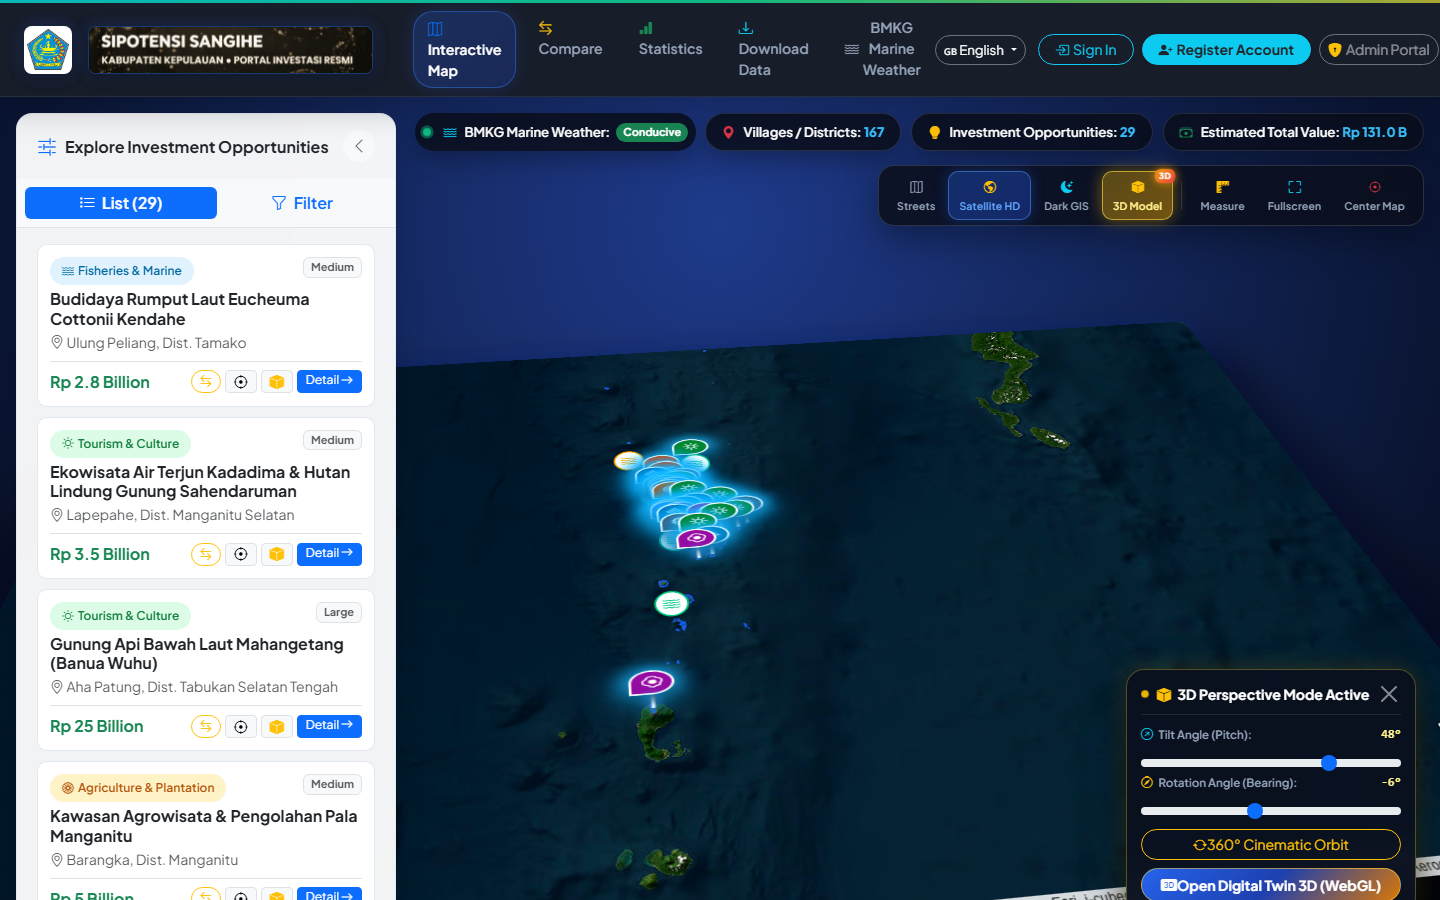 SIPOTENSI SANGIHE
KABUPATEN KEPULAUAN • PORTAL INVESTASI RESMI
Interactive
Map
Compare
Statistics
Download
Data
BMKG
Marine
Weather
GB English
Sign In
Register Account
Admin Portal
Explore Investment Opportunities
List (29)
Filter
BMKG Marine Weather: Conducive
Villages / Districts: 167
Investment Opportunities: 29
Estimated Total Value: Rp 131.0 B
Streets
Satellite HD
Dark GIS
3D Model
3D
Measure
Fullscreen
Center Map
Fisheries & Marine
Medium
Budidaya Rumput Laut Eucheuma
Cottonii Kendahe
Ulung Peliang, Dist. Tamako
Rp 2.8 Billion
Detail
Tourism & Culture
Medium
Ekowisata Air Terjun Kadadima & Hutan
Lindung Gunung Sahendaruman
Lapepahe, Dist. Manganitu Selatan
Rp 3.5 Billion
Detail
Tourism & Culture
Large
Gunung Api Bawah Laut Mahangetang
(Banua Wuhu)
Aha Patung, Dist. Tabukan Selatan Tengah
Rp 25 Billion
Detail
Agriculture & Plantation
Medium
Kawasan Agrowisata & Pengolahan Pala
Manganitu
Barangka, Dist. Manganitu
Rp 5 Billion
Detail
3D Perspective Mode Active
Tilt Angle (Pitch):
48°
Rotation Angle (Bearing):
-6°
360° Cinematic Orbit
3D Open Digital Twin 3D (WebGL)